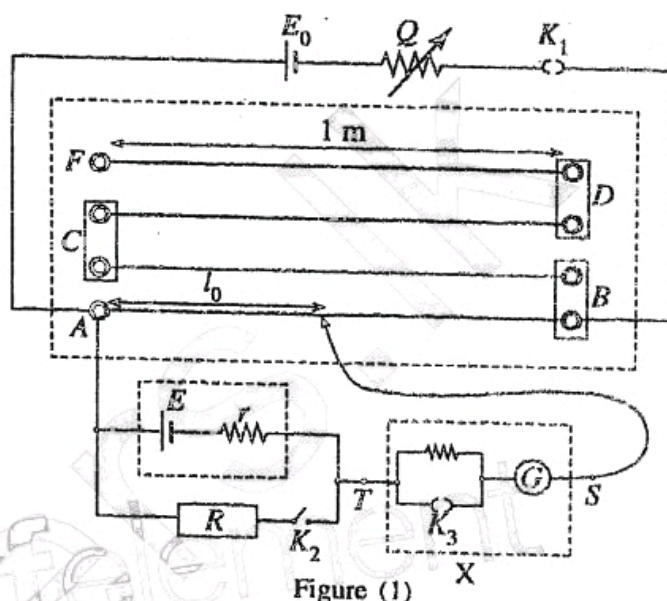 E₀ Q K₁
1 m
F
D
C
l₀
B
A
E r
T G S
R K₂ K₃
X
Figure (1)